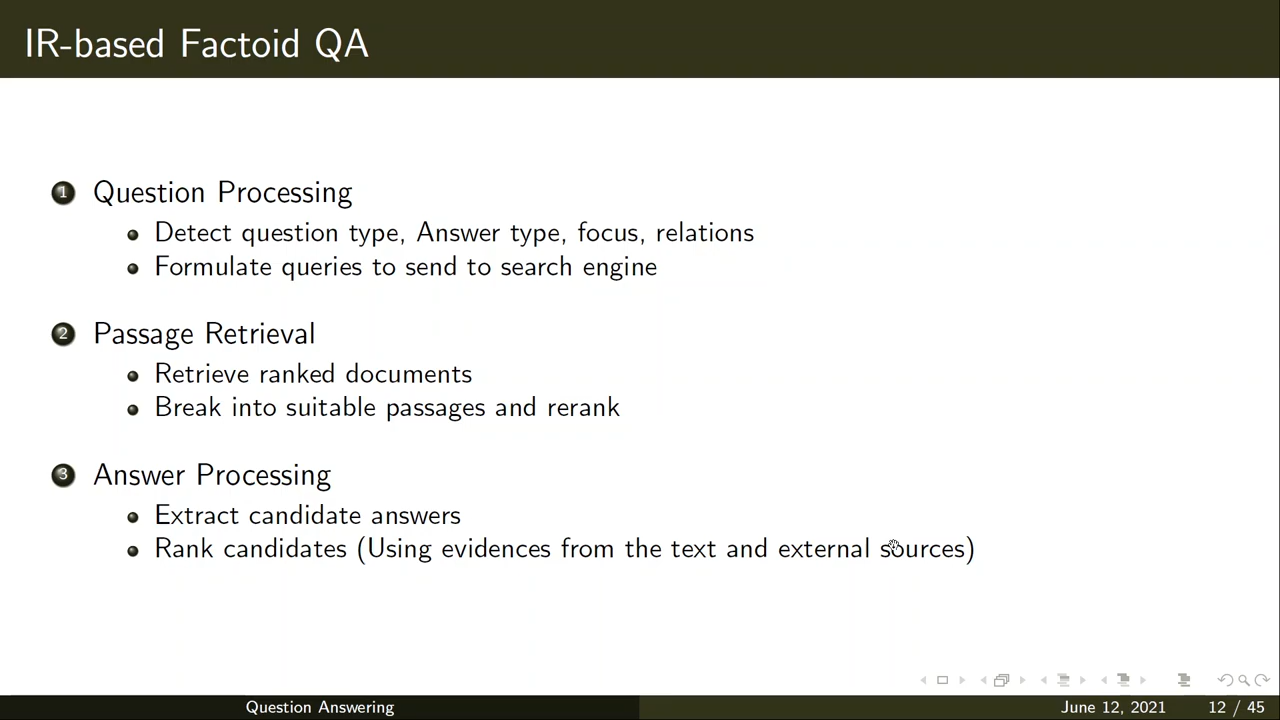 IR-based Factoid QA
1 Question Processing
Detect question type, Answer type, focus, relations
Formulate queries to send to search engine
2 Passage Retrieval
Retrieve ranked documents
Break into suitable passages and rerank
3 Answer Processing
Extract candidate answers
Rank candidates (Using evidences from the text and external sources)
Question Answering June 12, 2021 12 / 45